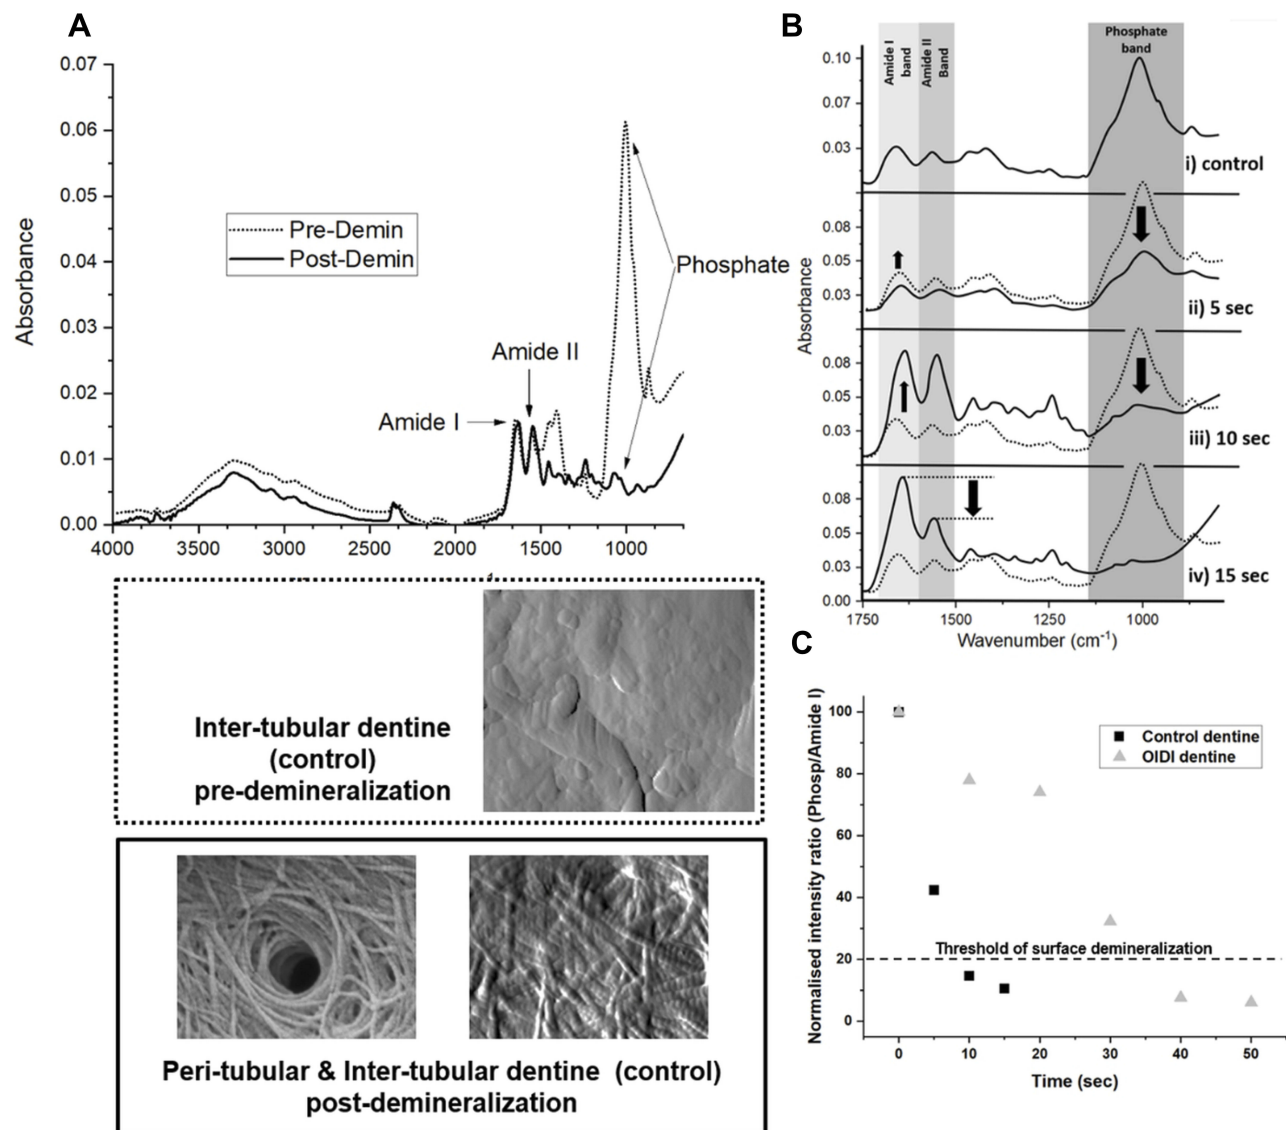 A
0.07
0.06
0.05
0.04
0.03
0.02
0.01
0.00
Absorbance
Pre-Demin
Post-Demin
Phosphate
Amide II
Amide I
4000 3500 3000 2500 2000 1500 1000
Inter-tubular dentine
(control)
pre-demineralization
Peri-tubular & Inter-tubular dentine (control)
post-demineralization
B
Amide I
band
Amide II
Band
Phosphate
band
0.10
0.07
0.03
i) control
0.08
0.05
0.03
ii) 5 sec
0.08
0.05
0.03
iii) 10 sec
0.08
0.05
0.03
0.00
iv) 15 sec
Absorbance
1750 1500 1250 1000
Wavenumber (cm-1)
C
Normalised intensity ratio (Phosp/Amide I)
100
80
60
40
20
0
Control dentine
OIDI dentine
Threshold of surface demineralization
0 10 20 30 40 50
Time (sec)